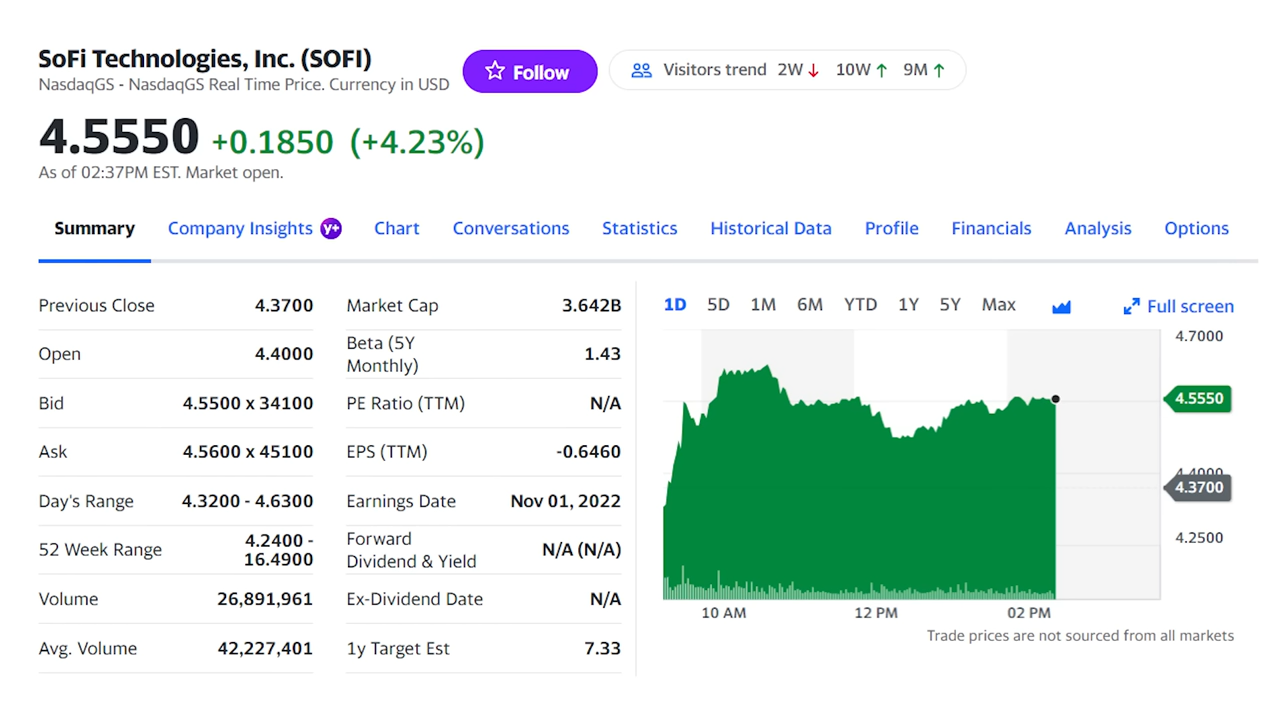 SoFi Technologies, Inc. (SOFI)
NasdaqGS - NasdaqGS Real Time Price. Currency in USD
Follow
Visitors trend 2W↓ 10W↑ 9M↑
4.5550 +0.1850 (+4.23%)
As of 02:37PM EST. Market open.
Summary Company Insights y+ Chart Conversations Statistics Historical Data Profile Financials Analysis Options
Previous Close 4.3700
Open 4.4000
Bid 4.5500 x 34100
Ask 4.5600 x 45100
Day's Range 4.3200 - 4.6300
52 Week Range 4.2400 -
16.4900
Volume 26,891,961
Avg. Volume 42,227,401
Market Cap 3.642B
Beta (5Y
Monthly) 1.43
PE Ratio (TTM) N/A
EPS (TTM) -0.6460
Earnings Date Nov 01, 2022
Forward
Dividend & Yield N/A (N/A)
Ex-Dividend Date N/A
1y Target Est 7.33
1D 5D 1M 6M YTD 1Y 5Y Max Full screen
4.7000
4.5550
4.4000
4.3700
4.2500
10 AM 12 PM 02 PM
Trade prices are not sourced from all markets